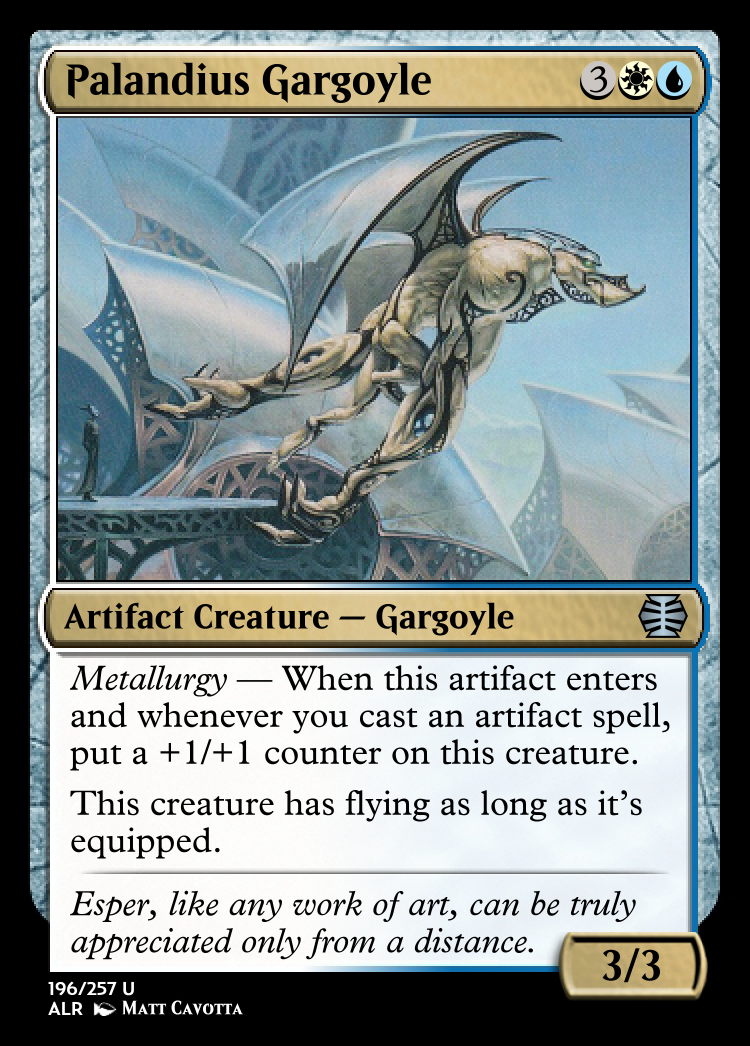 Palandius Gargoyle 3
Artifact Creature — Gargoyle
Metallurgy — When this artifact enters
and whenever you cast an artifact spell,
put a +1/+1 counter on this creature.
This creature has flying as long as it's
equipped.
Esper, like any work of art, can be truly
appreciated only from a distance.
3/3
196/257 U
ALR Matt Cavotta